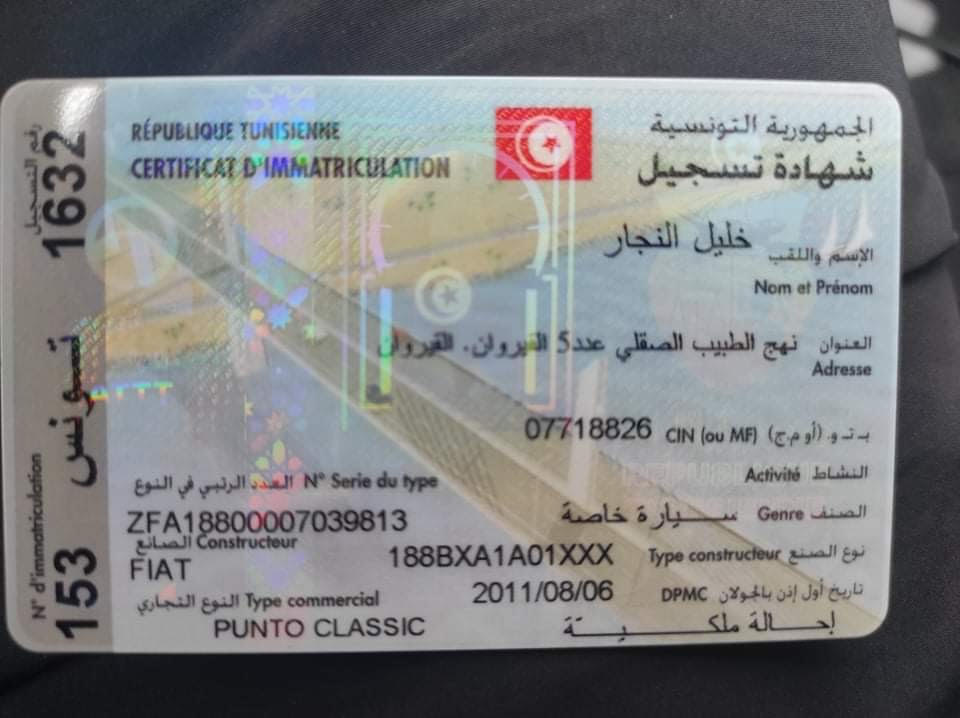 RÉPUBLIQUE TUNISIENNE
الجمهورية التونسية
CERTIFICAT D'IMMATRICULATION
شهادة تسجيل
الإسم واللقب خليل النجار
Nom et Prénom
العنوان نهج الطبيب الصقلي عدد5 القيروان. القيروان
Adresse
ب.ت.و. (أو م.ج) CIN (ou MF) 07718826
النشاط Activité
العدد الرتبي في النوع N° Serie du type
ZFA18800007039813
الصنف Genre سيارة خاصة
الصانع Constructeur
FIAT
نوع الصنع Type constructeur 188BXA1A01XXX
تاريخ أول إذن بالجولان DPMC 2011/08/06
النوع التجاري Type commercial
PUNTO CLASSIC
إحالة ملكية
رقم التسجيل
N° d'immatriculation
153 تونس 1632
ATTT